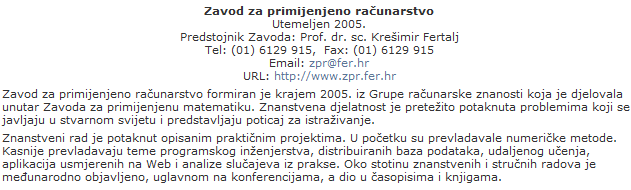 Zavod za primijenjeno računarstvo
Utemeljen 2005.
Predstojnik Zavoda: Prof. dr. sc. Krešimir Fertalj
Tel: (01) 6129 915,  Fax: (01) 6129 915
Email: zpr@fer.hr
URL: http://www.zpr.fer.hr
Zavod za primijenjeno računarstvo formiran je krajem 2005. iz Grupe računarske znanosti koja je djelovala
unutar Zavoda za primijenjenu matematiku. Znanstvena djelatnost je pretežito potaknuta problemima koji se
javljaju u stvarnom svijetu i predstavljaju poticaj za istraživanje.
Znanstveni rad je potaknut opisanim praktičnim projektima. U početku su prevladavale numeričke metode.
Kasnije prevladavaju teme programskog inženjerstva, distribuiranih baza podataka, udaljenog učenja,
aplikacija usmjerenih na Web i analize slučajeva iz prakse. Oko stotinu znanstvenih i stručnih radova je
međunarodno objavljeno, uglavnom na konferencijama, a dio u časopisima i knjigama.